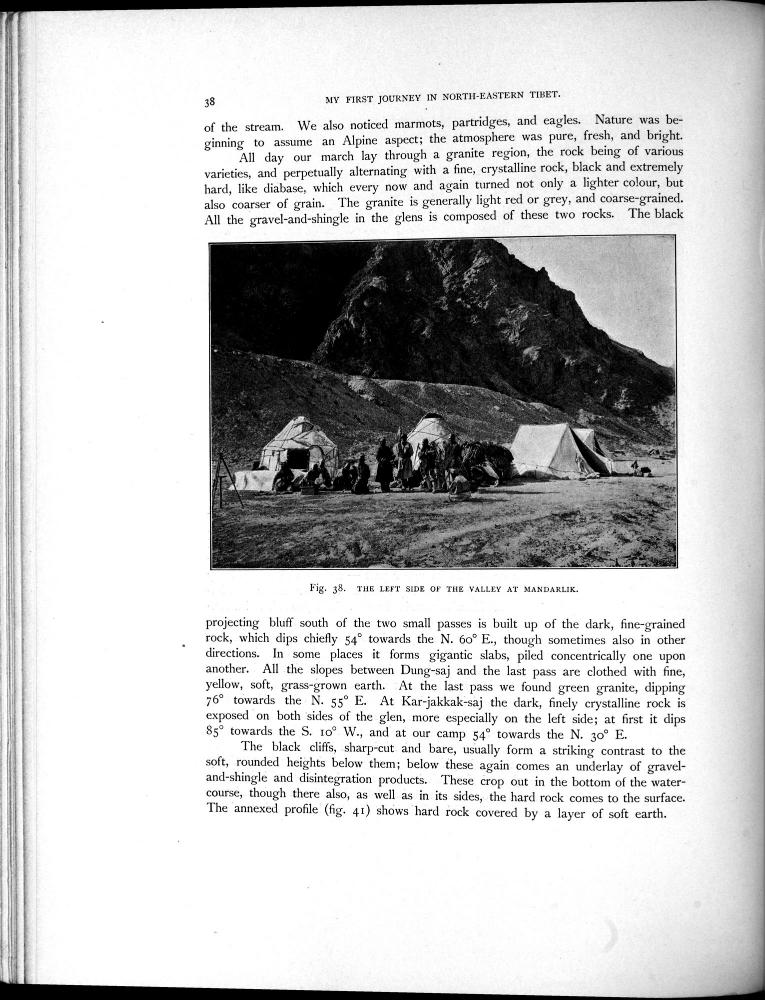 38
MY FIRST JOURNEY IN NORTH-EASTERN TIBET.
of the stream. We also noticed marmots, partridges, and eagles. Nature was be-
ginning to assume an Alpine aspect; the atmosphere was pure, fresh, and bright.
All day our march lay through a granite region, the rock being of various
varieties, and perpetually alternating with a fine, crystalline rock, black and extremely
hard, like diabase, which every now and again turned not only a lighter colour, but
also coarser of grain. The granite is generally light red or grey, and coarse-grained.
All the gravel-and-shingle in the glens is composed of these two rocks. The black
Fig. 38. THE LEFT SIDE OF THE VALLEY AT MANDARLIK.
projecting bluff south of the two small passes is built up of the dark, fine-grained
rock, which dips chiefly 54° towards the N. 60° E., though sometimes also in other
directions. In some places it forms gigantic slabs, piled concentrically one upon
another. All the slopes between Dung-saj and the last pass are clothed with fine,
yellow, soft, grass-grown earth. At the last pass we found green granite, dipping
76° towards the N. 55° E. At Kar-jakkak-saj the dark, finely crystalline rock is
exposed on both sides of the glen, more especially on the left side; at first it dips
85° towards the S. 10° W., and at our camp 54° towards the N. 30° E.
The black cliffs, sharp-cut and bare, usually form a striking contrast to the
soft, rounded heights below them; below these again comes an underlay of gravel-
and-shingle and disintegration products. These crop out in the bottom of the water-
course, though there also, as well as in its sides, the hard rock comes to the surface.
The annexed profile (fig. 41) shows hard rock covered by a layer of soft earth.